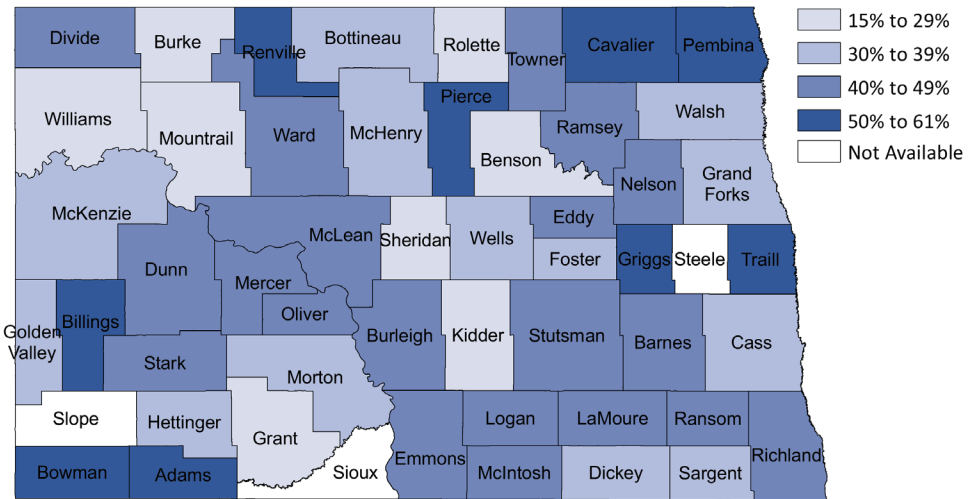 Divide
Burke
Renville
Bottineau
Rolette
Towner
Cavalier
Pembina
15% to 29%
30% to 39%
40% to 49%
50% to 61%
Not Available
Williams
Mountrail
Ward
McHenry
Pierce
Benson
Ramsey
Walsh
Nelson
Grand
Forks
McKenzie
Dunn
McLean
Mercer
Oliver
Sheridan
Wells
Eddy
Foster
Griggs
Steele
Traill
Golden
Valley
Billings
Stark
Morton
Burleigh
Kidder
Stutsman
Barnes
Cass
Slope
Hettinger
Grant
Sioux
Emmons
Logan
LaMoure
Ransom
Richland
Bowman
Adams
McIntosh
Dickey
Sargent